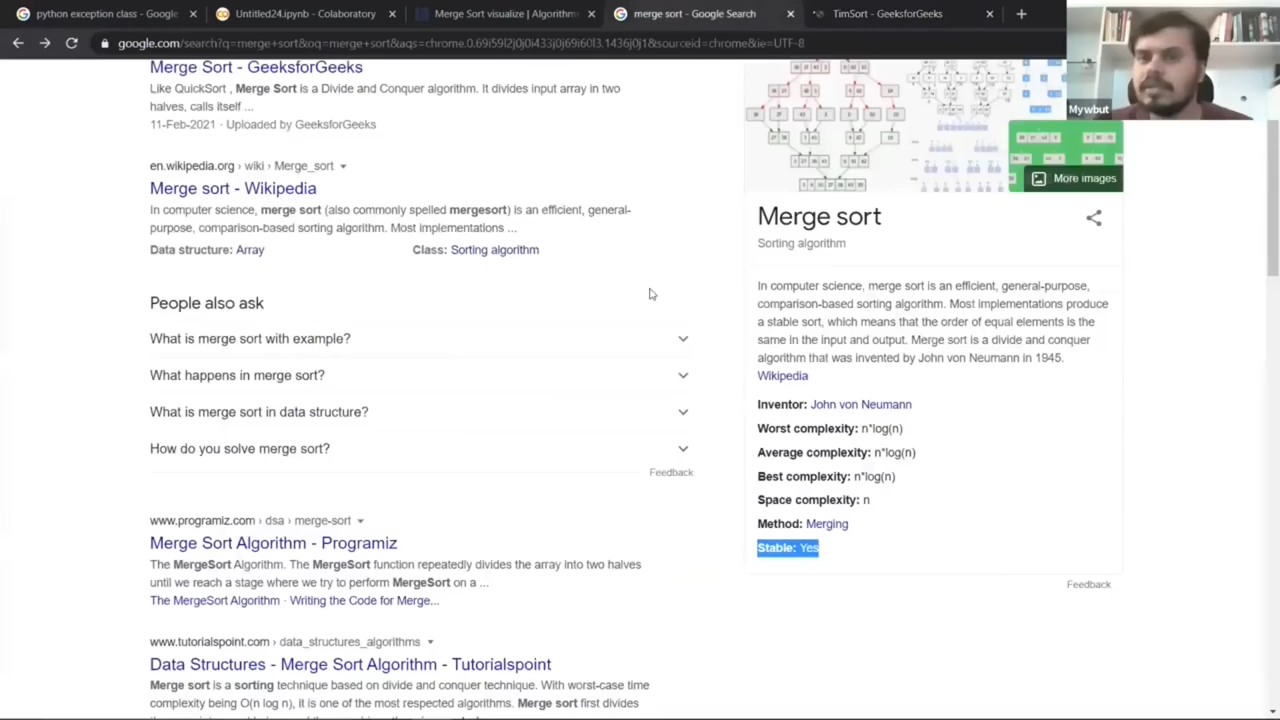 python exception class - Google
Untitled24.ipynb - Colaboratory
Merge Sort visualize | Algorithm
merge sort - Google Search
TimSort - GeeksforGeeks
google.com/search?q=merge+sort&oq=merge+sort&aqs=chrome.0.69i59l2j0j0i433j0j69i60l3.1436j0j1&sourceid=chrome&ie=UTF-8
Merge Sort - GeeksforGeeks
Like QuickSort , Merge Sort is a Divide and Conquer algorithm. It divides input array in two
halves, calls itself ...
11-Feb-2021 · Uploaded by GeeksforGeeks
en.wikipedia.org › wiki › Merge_sort
Merge sort - Wikipedia
In computer science, merge sort (also commonly spelled mergesort) is an efficient, general-
purpose, comparison-based sorting algorithm. Most implementations ...
Data structure: Array
Class: Sorting algorithm
People also ask
What is merge sort with example?
What happens in merge sort?
What is merge sort in data structure?
How do you solve merge sort?
Feedback
www.programiz.com › dsa › merge-sort
Merge Sort Algorithm - Programiz
The MergeSort Algorithm. The MergeSort function repeatedly divides the array into two halves
until we reach a stage where we try to perform MergeSort on a ...
The MergeSort Algorithm · Writing the Code for Merge...
www.tutorialspoint.com › data_structures_algorithms
Data Structures - Merge Sort Algorithm - Tutorialspoint
Merge sort is a sorting technique based on divide and conquer technique. With worst-case time
complexity being Ο(n log n), it is one of the most respected algorithms. Merge sort first divides
Mywbut
More images
Merge sort
Sorting algorithm
In computer science, merge sort is an efficient, general-purpose,
comparison-based sorting algorithm. Most implementations produce
a stable sort, which means that the order of equal elements is the
same in the input and output. Merge sort is a divide and conquer
algorithm that was invented by John von Neumann in 1945.
Wikipedia
Inventor: John von Neumann
Worst complexity: n*log(n)
Average complexity: n*log(n)
Best complexity: n*log(n)
Space complexity: n
Method: Merging
Stable: Yes
Feedback